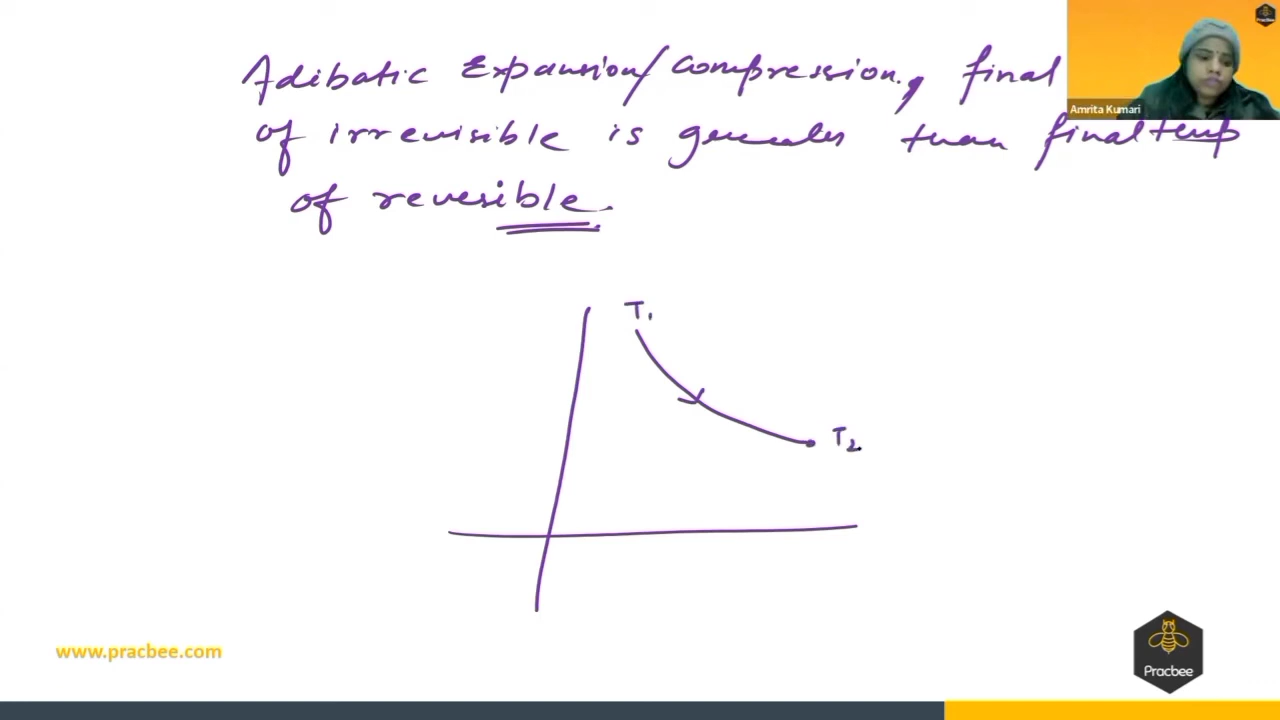 Adibatic Expansion/compression, final
Amrita Kumari
of irrevisible is greater than final temp
of reversible.
T1
T2
www.pracbee.com
Pracbee